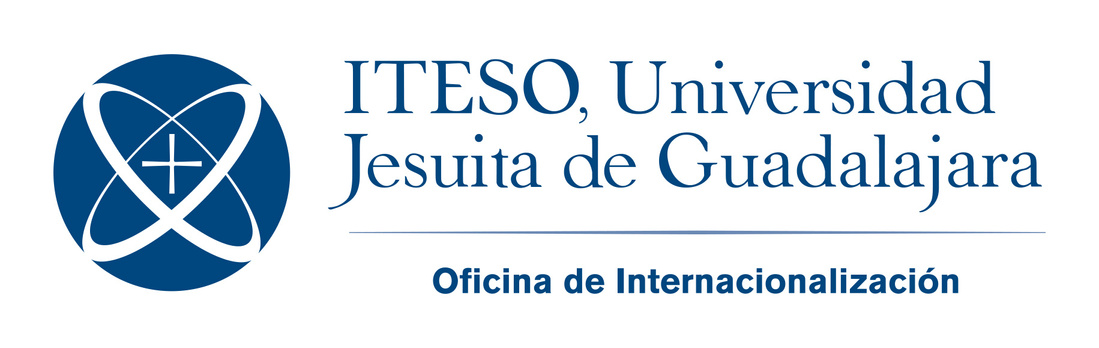 ITESO, Universidad
Jesuita de Guadalajara
Oficina de Internacionalización